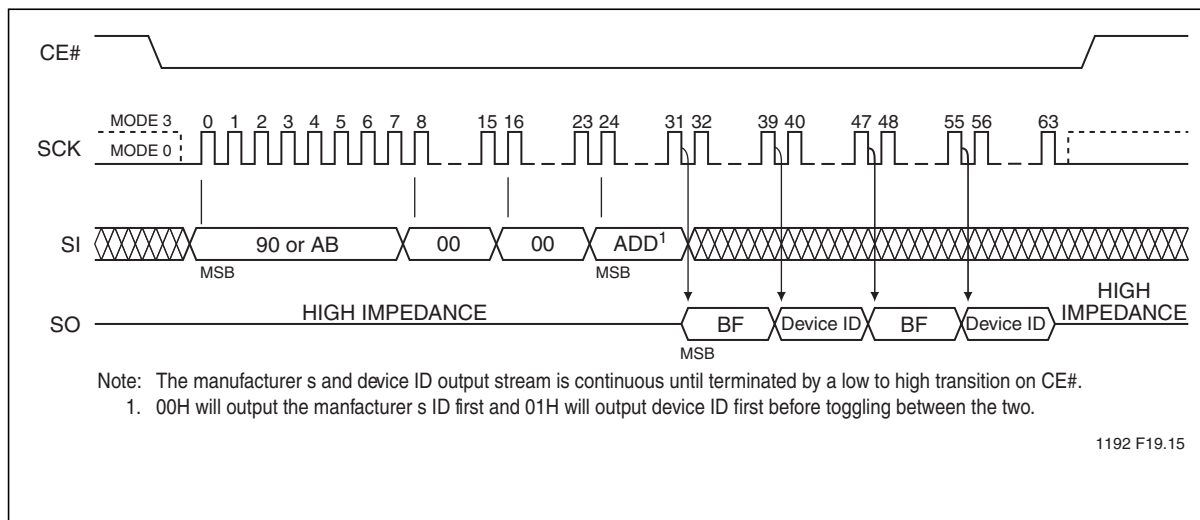 CE#
MODE 3
MODE 0
SCK
0 1 2 3 4 5 6 7 8 15 16 23 24 31 32 39 40 47 48 55 56 63
SI
90 or AB 00 00 ADD1
MSB MSB
HIGH IMPEDANCE
HIGH IMPEDANCE
SO
BF Device ID BF Device ID
MSB
Note: The manufacturer s and device ID output stream is continuous until terminated by a low to high transition on CE#.
1. 00H will output the manfacturer s ID first and 01H will output device ID first before toggling between the two.
1192 F19.15